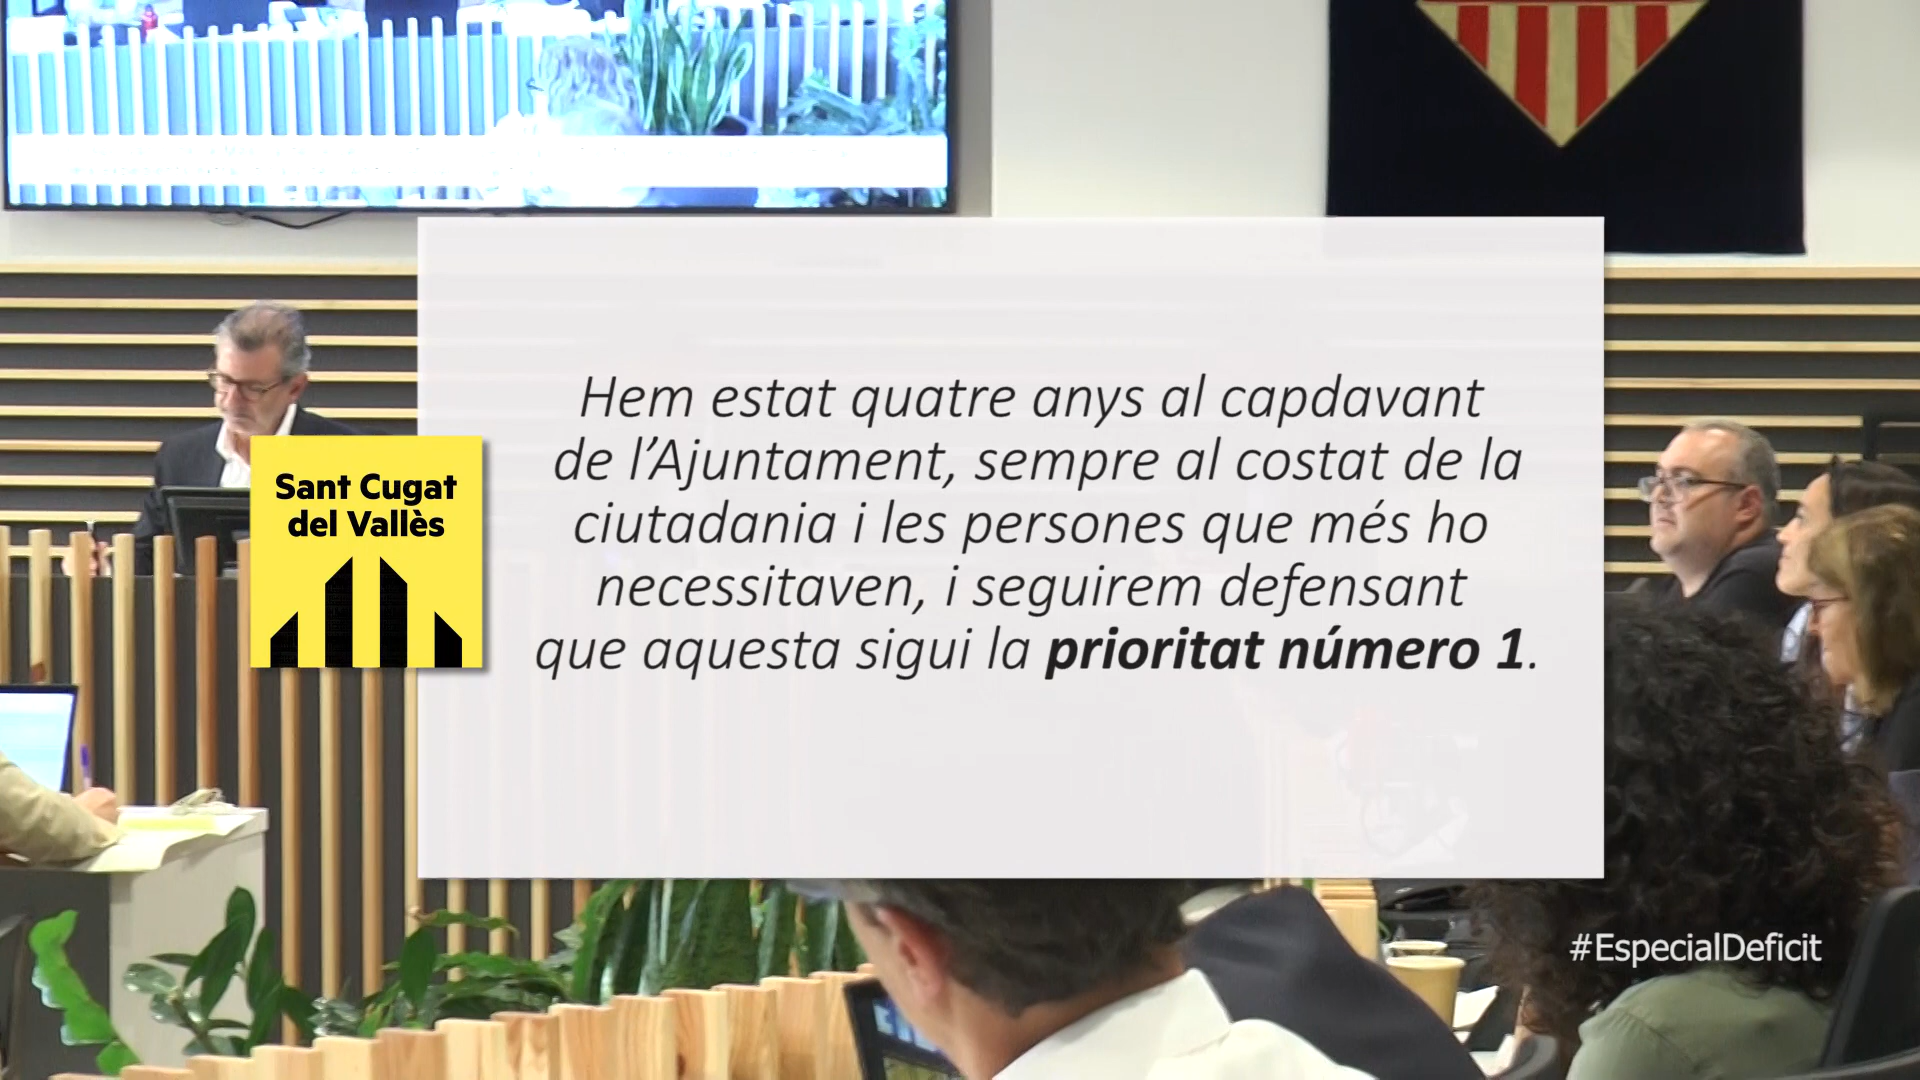 Sant Cugat
del Vallès
Hem estat quatre anys al capdavant
de l’Ajuntament, sempre al costat de la
ciutadania i les persones que més ho
necessitaven, i seguirem defensant
que aquesta sigui la prioritat número 1.
#EspecialDeficit